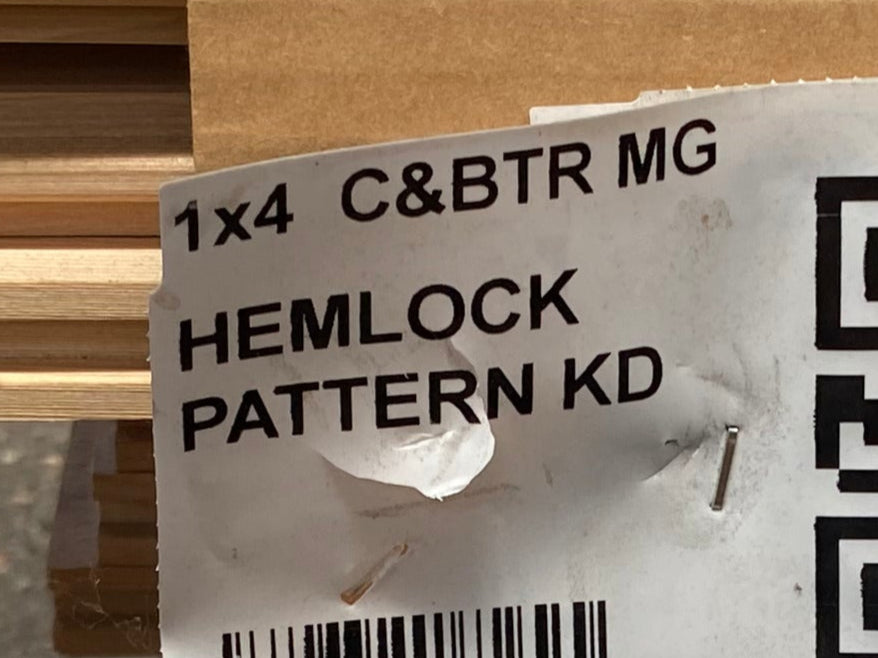 1x4 C&BTR MG
HEMLOCK
PATTERN KD